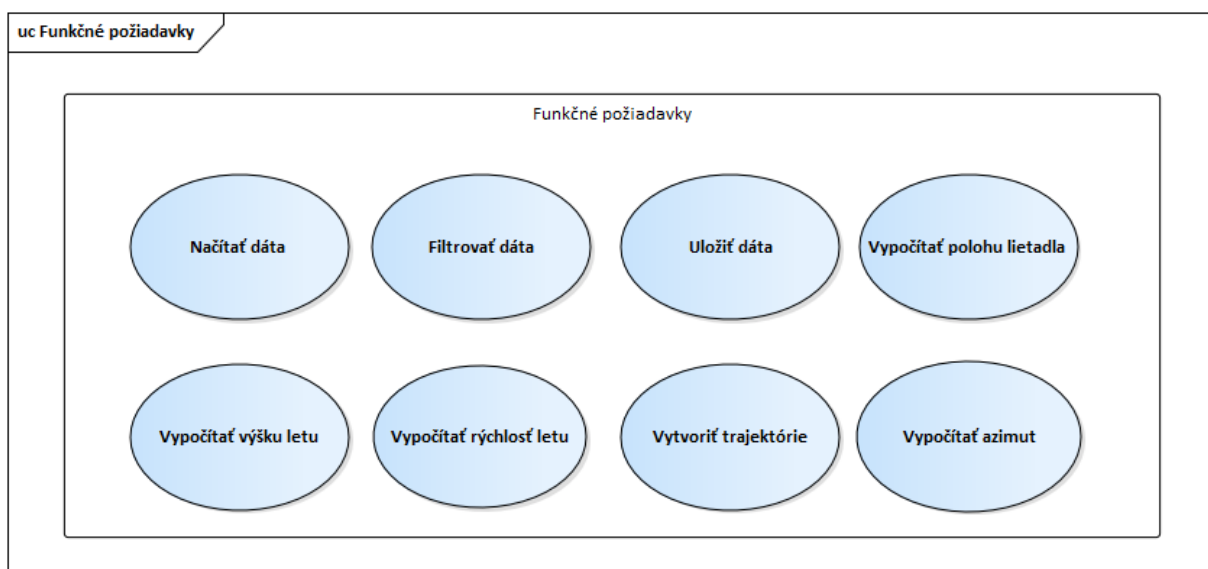 uc Funkčné požiadavky
Funkčné požiadavky
Načítať dáta
Filtrovať dáta
Uložiť dáta
Vypočítať polohu lietadla
Vypočítať výšku letu
Vypočítať rýchlosť letu
Vytvoriť trajektórie
Vypočítať azimut